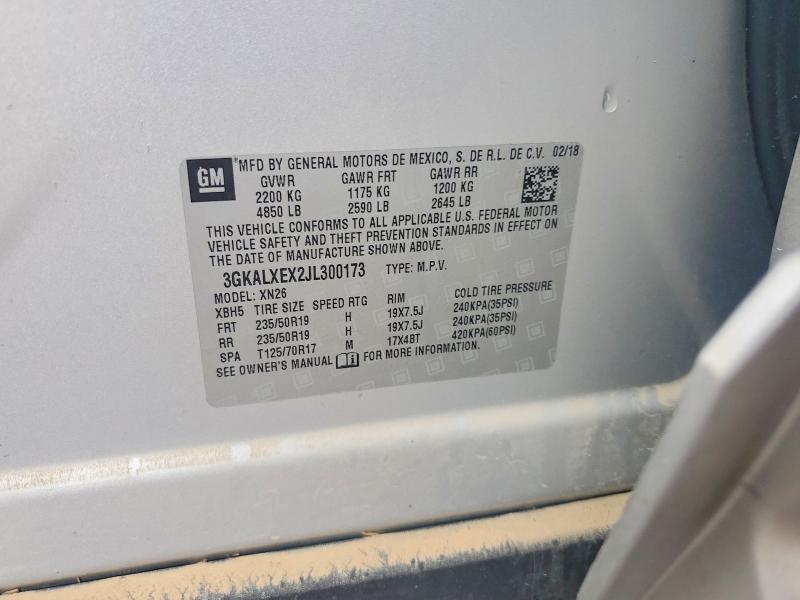 GM
*MFD BY GENERAL MOTORS DE MEXICO, S. DE R.L. DE C.V. 02/18
GVWR GAWR FRT GAWR RR
2200 KG 1175 KG 1200 KG
4850 LB 2590 LB 2645 LB
THIS VEHICLE CONFORMS TO ALL APPLICABLE U.S. FEDERAL MOTOR
VEHICLE SAFETY AND THEFT PREVENTION STANDARDS IN EFFECT ON
THE DATE OF MANUFACTURE SHOWN ABOVE.
3GKALXEX2JL300173 TYPE: M.P.V.
MODEL: XN26
XBH5 TIRE SIZE SPEED RTG RIM COLD TIRE PRESSURE
FRT 235/50R19 H 19X7.5J 240KPA(35PSI)
RR 235/50R19 H 19X7.5J 240KPA(35PSI)
SPA T125/70R17 M 17X4BT 420KPA(60PSI)
SEE OWNER'S MANUAL i FOR MORE INFORMATION.